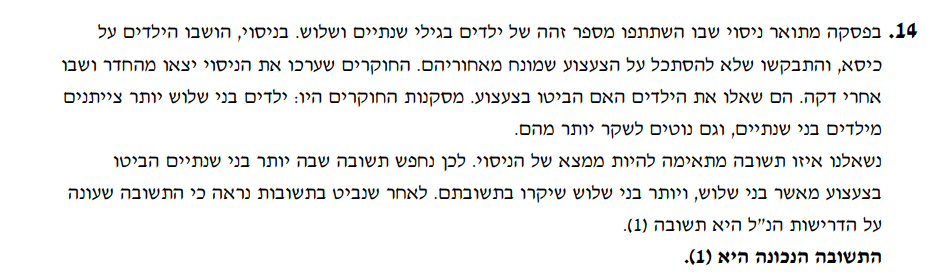 14. בפסקה מתואר ניסוי שבו השתתפו מספר זהה של ילדים בגילי שנתיים ושלוש. בניסוי, הושבו הילדים על
כיסא, והתבקשו שלא להסתכל על הצעצוע שמונח מאחוריהם. החוקרים שערכו את הניסוי יצאו מהחדר ושבו
אחרי דקה. הם שאלו את הילדים האם הביטו בצעצוע. מסקנות החוקרים היו: ילדים בני שלוש יותר צייתנים
מילדים בני שנתיים, וגם נוטים לשקר יותר מהם.
נשאלנו איזו תשובה מתאימה להיות ממצא של הניסוי. לכן נחפש תשובה שבה יותר בני שנתיים הביטו
בצעצוע מאשר בני שלוש, ויותר בני שלוש שיקרו בתשובתם. לאחר שנביט בתשובות נראה כי התשובה שעונה
על הדרישות הנ"ל היא תשובה (1).
התשובה הנכונה היא (1).